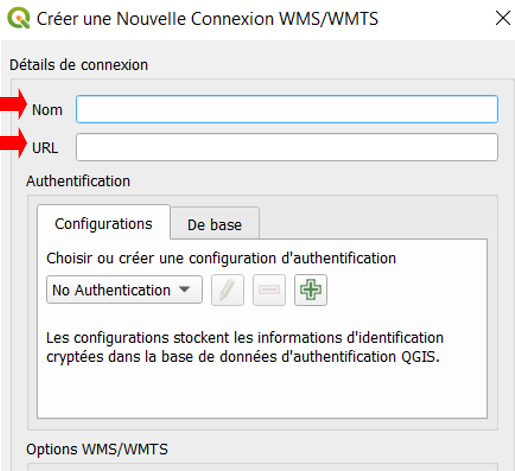 Créer une Nouvelle Connexion WMS/WMTS
Détails de connexion
Nom
URL
Authentification
Configurations
De base
Choisir ou créer une configuration d'authentification
No Authentication
Les configurations stockent les informations d'identification
cryptées dans la base de données d'authentification QGIS.
Options WMS/WMTS